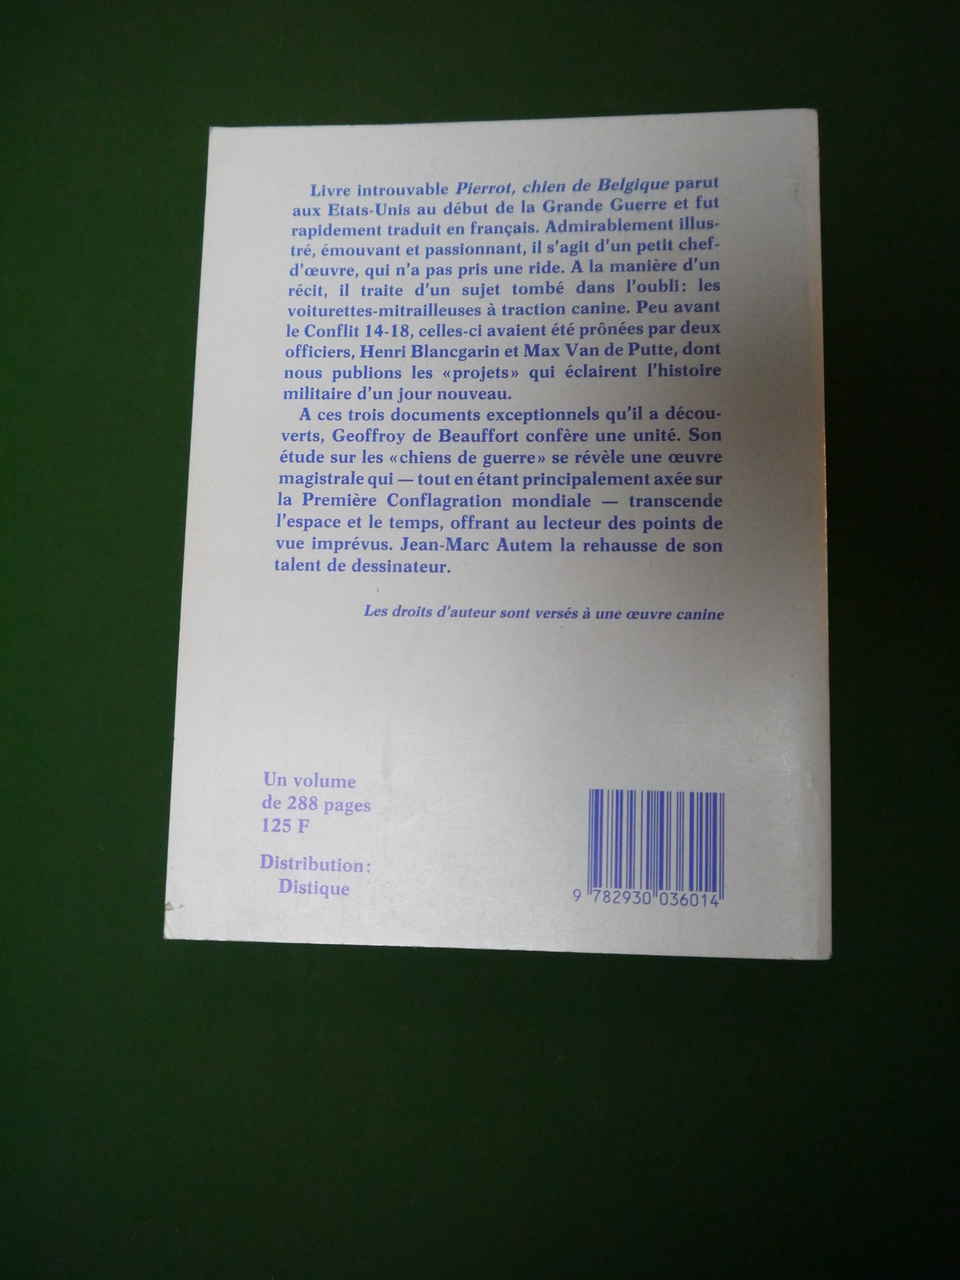 Livre introuvable Pierrot, chien de Belgique parut
aux Etats-Unis au début de la Grande Guerre et fut
rapidement traduit en français. Admirablement illus-
tré, émouvant et passionnant, il s'agit d'un petit chef-
d'œuvre, qui n'a pas pris une ride. A la manière d'un
récit, il traite d'un sujet tombé dans l'oubli: les
voiturettes-mitrailleuses à traction canine. Peu avant
le Conflit 14-18, celles-ci avaient été prônées par deux
officiers, Henri Blancgarin et Max Van de Putte, dont
nous publions les «projets» qui éclairent l'histoire
militaire d'un jour nouveau.
A ces trois documents exceptionnels qu'il a décou-
verts, Geoffroy de Beauffort confère une unité. Son
étude sur les «chiens de guerre» se révèle une œuvre
magistrale qui — tout en étant principalement axée sur
la Première Conflagration mondiale — transcende
l'espace et le temps, offrant au lecteur des points de
vue imprévus. Jean-Marc Autem la rehausse de son
talent de dessinateur.
Les droits d'auteur sont versés à une œuvre canine
Un volume
de 288 pages
125 F
Distribution:
Distique
9 782930 036014